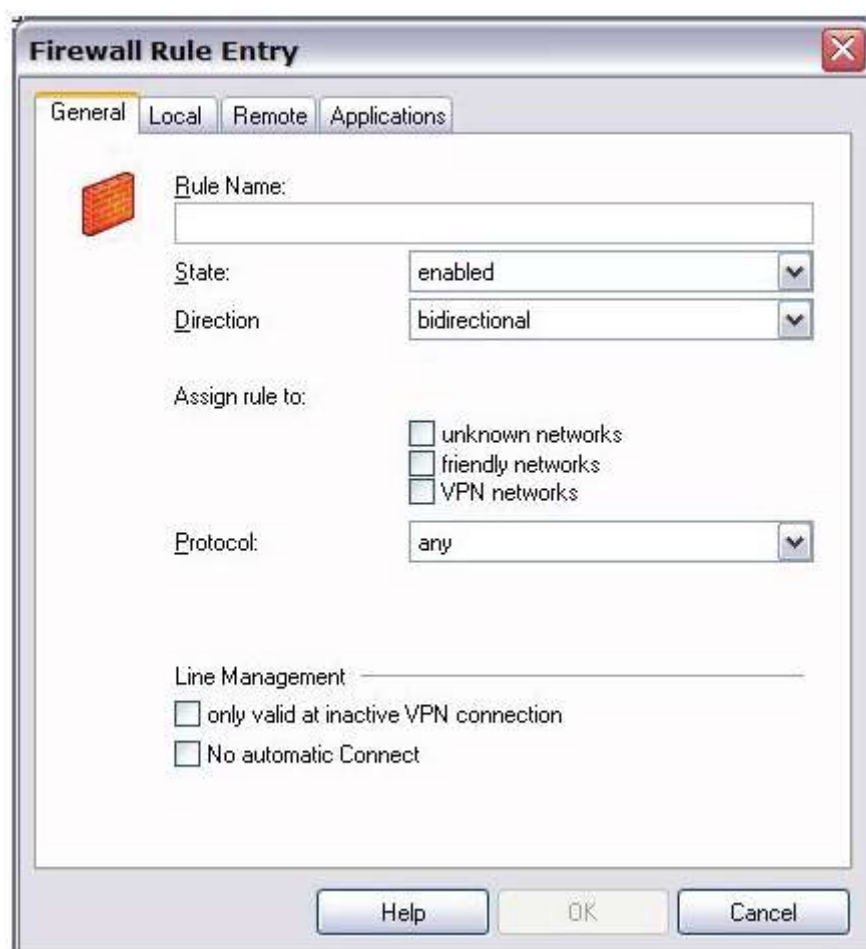 Firewall Rule Entry
General Local Remote Applications
Rule Name:
State: enabled
Direction bidirectional
Assign rule to:
unknown networks
friendly networks
VPN networks
Protocol: any
Line Management
only valid at inactive VPN connection
No automatic Connect
Help OK Cancel